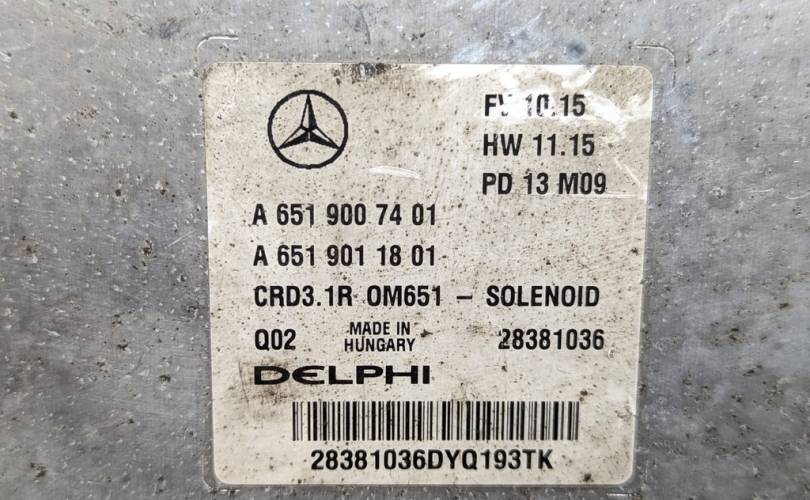 10.15
HW 11.15
PD 13 M09
A 651 900 74 01
A 651 901 18 01
CRD3.1R OM651 – SOLENOID
Q02 MADE IN HUNGARY 28381036
DELPHI
28381036DYQ193TK